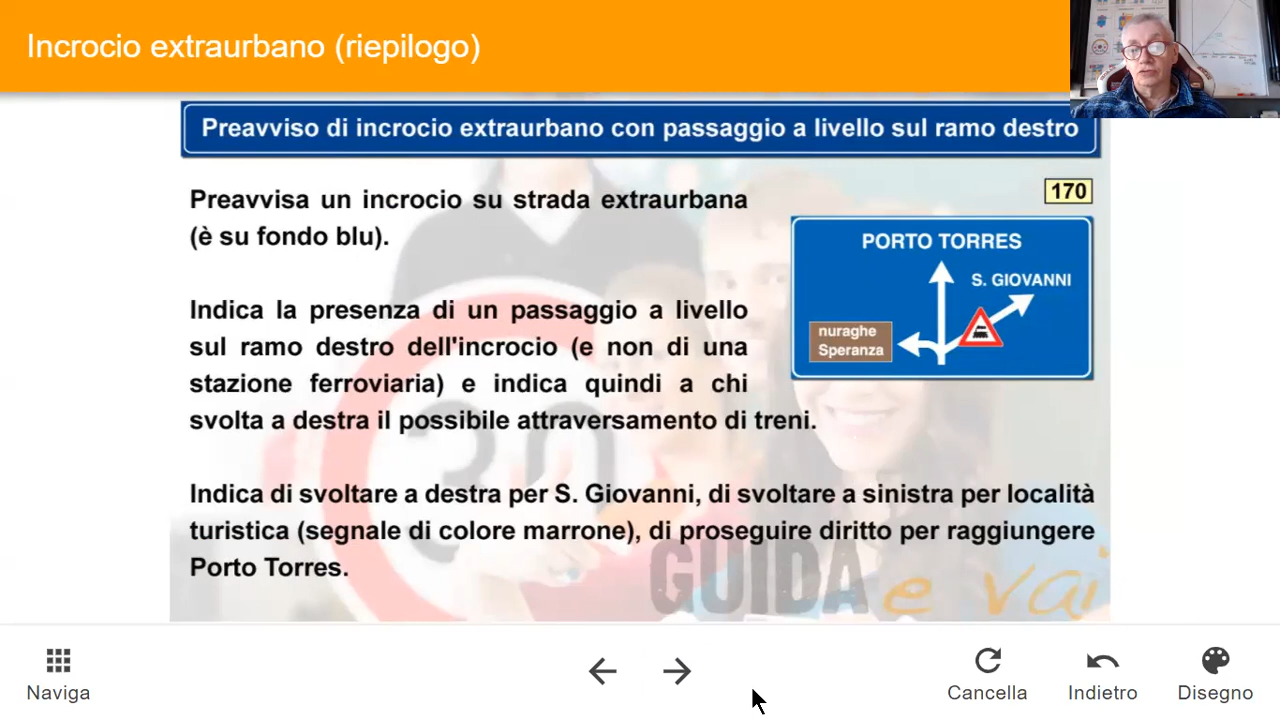 Incrocio extraurbano (riepilogo)
Preavviso di incrocio extraurbano con passaggio a livello sul ramo destro
Preavvisa un incrocio su strada extraurbana
(è su fondo blu).
170
PORTO TORRES
S. GIOVANNI
nuraghe
Speranza
Indica la presenza di un passaggio a livello
sul ramo destro dell'incrocio (e non di una
stazione ferroviaria) e indica quindi a chi
svolta a destra il possibile attraversamento di treni.
Indica di svoltare a destra per S. Giovanni, di svoltare a sinistra per località
turistica (segnale di colore marrone), di proseguire diritto per raggiungere
Porto Torres.
30
GUIDA e vai
Naviga
Cancella
Indietro
Disegno